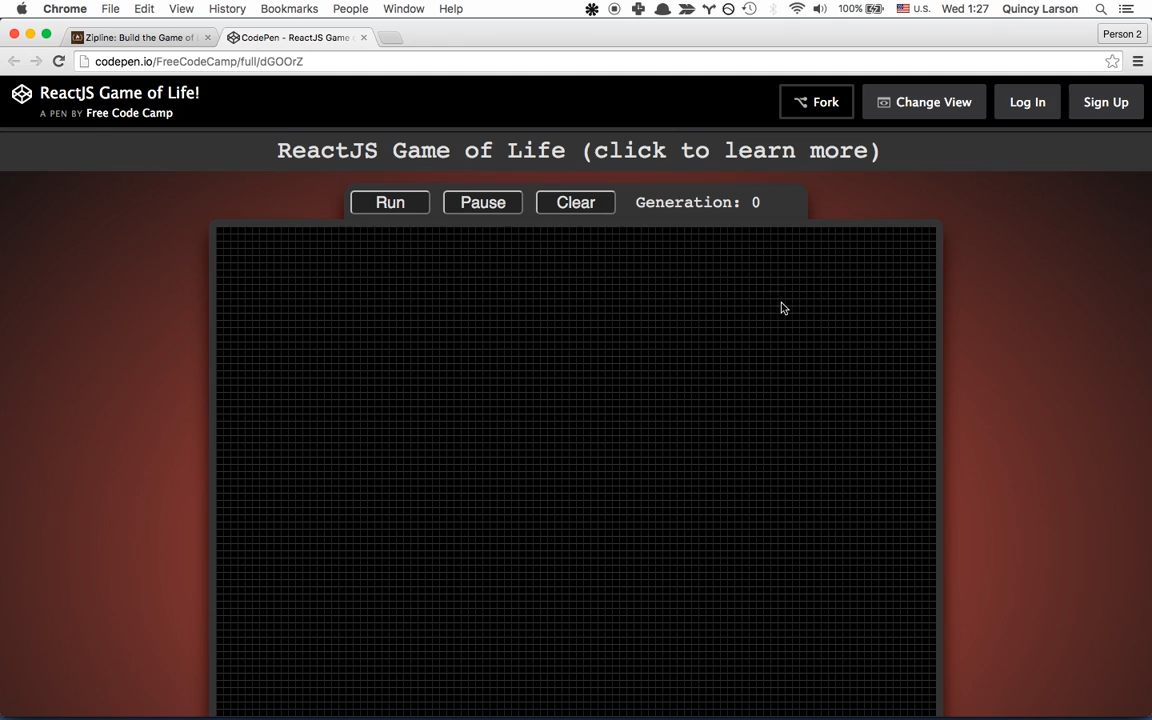 Chrome File Edit View History Bookmarks People Window Help 100% U.S. Wed 1:27 Quincy Larson
Zipline: Build the Game of CodePen - ReactJS Game Person 2
codepen.io/FreeCodeCamp/full/dGOOrZ
ReactJS Game of Life!
A PEN BY Free Code Camp
Fork Change View Log In Sign Up
ReactJS Game of Life (click to learn more)
Run Pause Clear Generation: 0